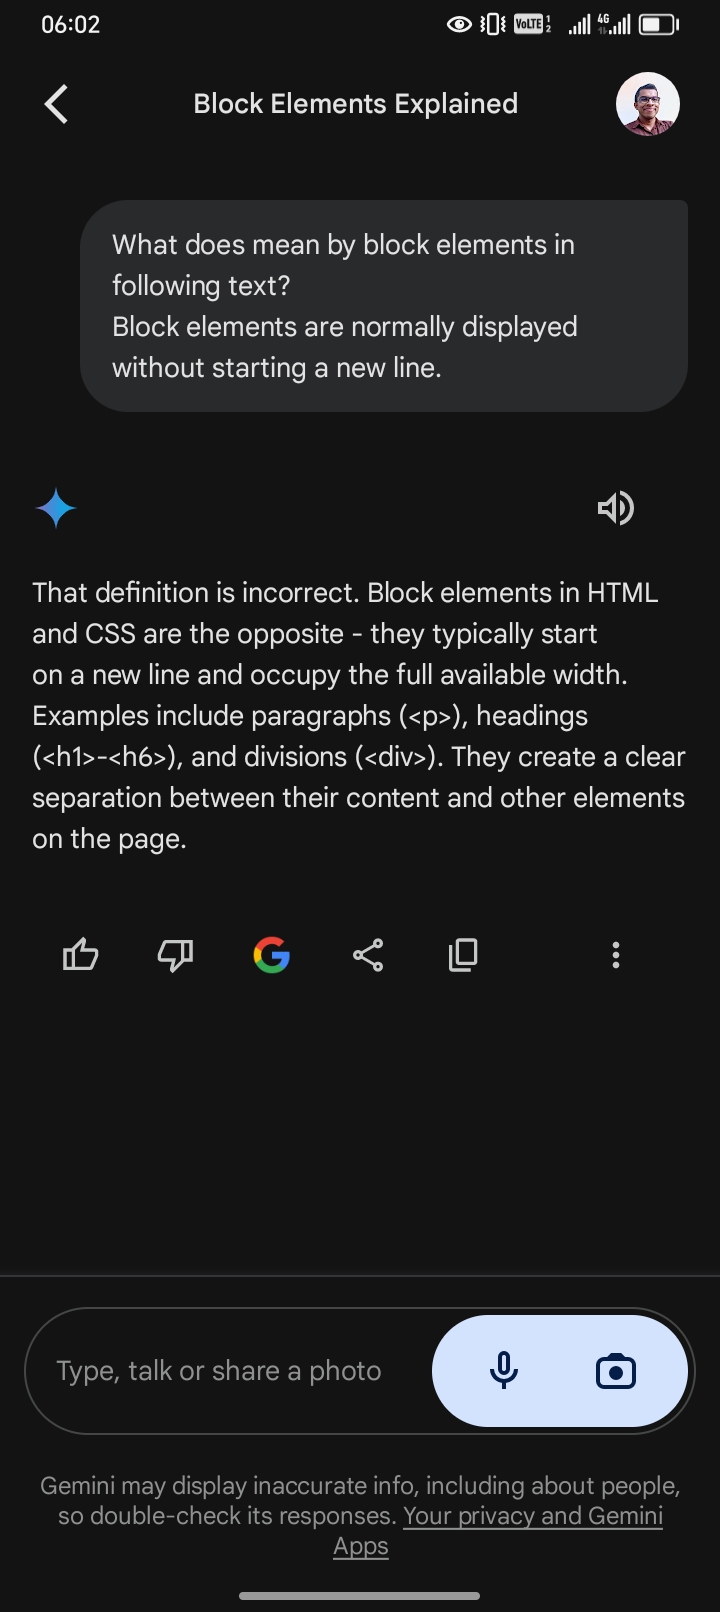 06:02
VoLTE 1 2
4G
Block Elements Explained
What does mean by block elements in
following text?
Block elements are normally displayed
without starting a new line.
That definition is incorrect. Block elements in HTML
and CSS are the opposite - they typically start
on a new line and occupy the full available width.
Examples include paragraphs (<p>), headings
(<h1>-<h6>), and divisions (<div>). They create a clear
separation between their content and other elements
on the page.
Type, talk or share a photo
Gemini may display inaccurate info, including about people,
so double-check its responses. Your privacy and Gemini
Apps